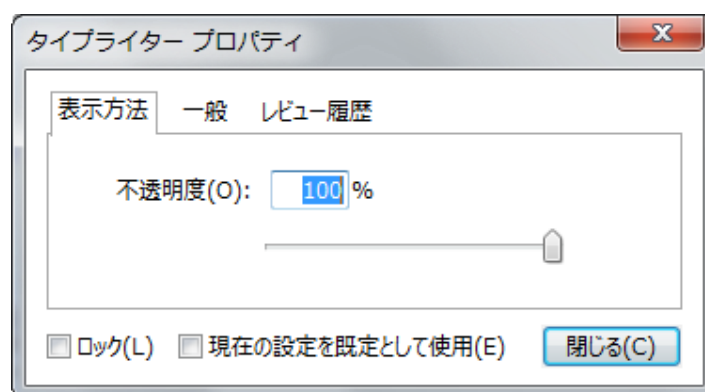 タイプライター プロパティ
表示方法 一般 レビュー履歴
不透明度(O): 100 %
ロック(L) 現在の設定を既定として使用(E) 閉じる(C)